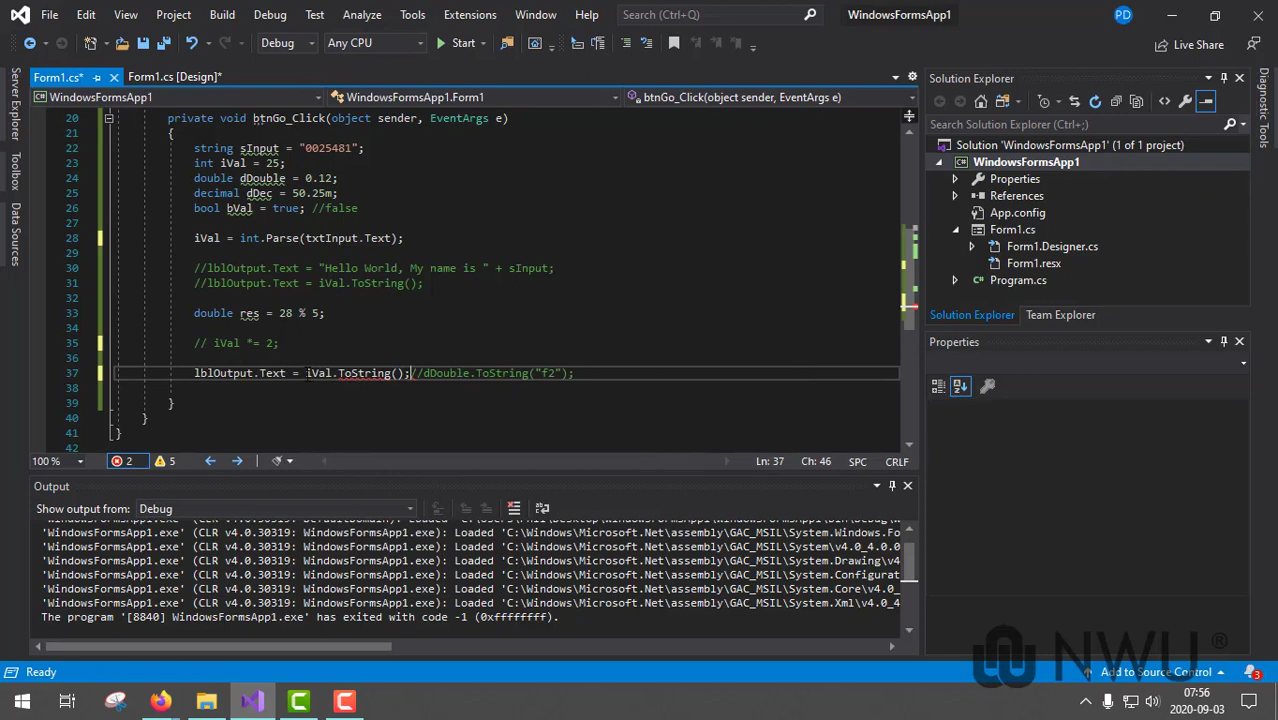 File Edit View Project Build Debug Test Analyze Tools Extensions Window Help Search (Ctrl+Q) WindowsFormsApp1 PD
Debug Any CPU Start Live Share
Form1.cs* Form1.cs [Design]*
WindowsFormsApp1 WindowsFormsApp1.Form1 btnGo_Click(object sender, EventArgs e)
Server Explorer
Toolbox
Data Sources
20 private void btnGo_Click(object sender, EventArgs e)
21 {
22 string sInput = "0025481";
23 int iVal = 25;
24 double dDouble = 0.12;
25 decimal dDec = 50.25m;
26 bool bVal = true; //false
27
28 iVal = int.Parse(txtInput.Text);
29
30 //lblOutput.Text = "Hello World, My name is " + sInput;
31 //lblOutput.Text = iVal.ToString();
32
33 double res = 28 % 5;
34
35 // iVal *= 2;
36
37 lblOutput.Text = iVal.ToString();//dDouble.ToString("f2");
38
39 }
40 }
41 }
42
100 % 2 5 Ln: 37 Ch: 46 SPC CRLF
Output
Show output from: Debug
'WindowsFormsApp1.exe' (CLR v4.0.30319: Loaded
'WindowsFormsApp1.exe' (CLR v4.0.30319: WindowsFormsApp1.exe): Loaded 'C:\Windows\Microsoft.Net\assembly\GAC_MSIL\System.Windows.Fo
'WindowsFormsApp1.exe' (CLR v4.0.30319: WindowsFormsApp1.exe): Loaded 'C:\Windows\Microsoft.Net\assembly\GAC_MSIL\System\v4.0_4.0.0
'WindowsFormsApp1.exe' (CLR v4.0.30319: WindowsFormsApp1.exe): Loaded 'C:\Windows\Microsoft.Net\assembly\GAC_MSIL\System.Drawing\v4
'WindowsFormsApp1.exe' (CLR v4.0.30319: WindowsFormsApp1.exe): Loaded 'C:\Windows\Microsoft.Net\assembly\GAC_MSIL\System.Configurat
'WindowsFormsApp1.exe' (CLR v4.0.30319: WindowsFormsApp1.exe): Loaded 'C:\Windows\Microsoft.Net\assembly\GAC_MSIL\System.Core\v4.0_
'WindowsFormsApp1.exe' (CLR v4.0.30319: WindowsFormsApp1.exe): Loaded 'C:\Windows\Microsoft.Net\assembly\GAC_MSIL\System.Xml\v4.0_4
The program '[8840] WindowsFormsApp1.exe' has exited with code -1 (0xffffffff).
Solution Explorer
Search Solution Explorer (Ctrl+;)
Solution 'WindowsFormsApp1' (1 of 1 project)
WindowsFormsApp1
Properties
References
App.config
Form1.cs
Form1.Designer.cs
Form1.resx
Program.cs
Solution Explorer Team Explorer
Properties
Diagnostic Tools
NWU ®
Ready Add to Source Control 3
07:56
2020-09-03